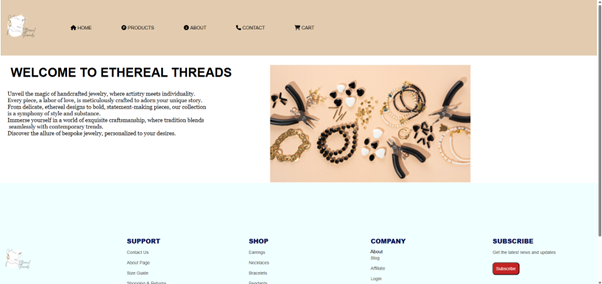 HOME PRODUCTS ABOUT CONTACT CART
WELCOME TO ETHEREAL THREADS
Unveil the magic of handcrafted jewelry, where artistry meets individuality.
Every piece, a labor of love, is meticulously crafted to adorn your unique story.
From delicate, ethereal designs to bold, statement-making pieces, our collection
is a symphony of style and substance.
Immerse yourself in a world of exquisite craftsmanship, where tradition blends
seamlessly with contemporary trends.
Discover the allure of bespoke jewelry, personalized to your desires.
SUPPORT
Contact Us
About Page
Size Guide
Shipping & Returns
SHOP
Earrings
Necklaces
Bracelets
Pendants
COMPANY
About
Blog
Affiliate
Login
SUBSCRIBE
Get the latest news and updates
Subscribe